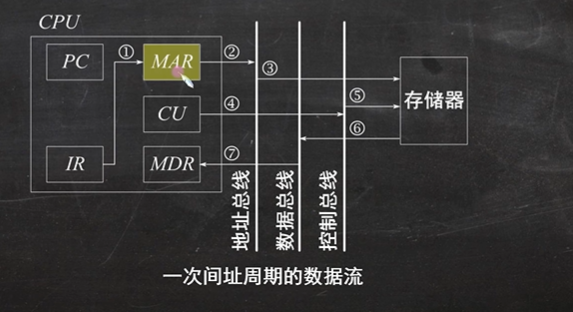 CPU
PC
①
MAR
②
③
CU
④
⑤
存储器
⑥
IR
MDR
⑦
地址总线
数据总线
控制总线
一次间址周期的数据流